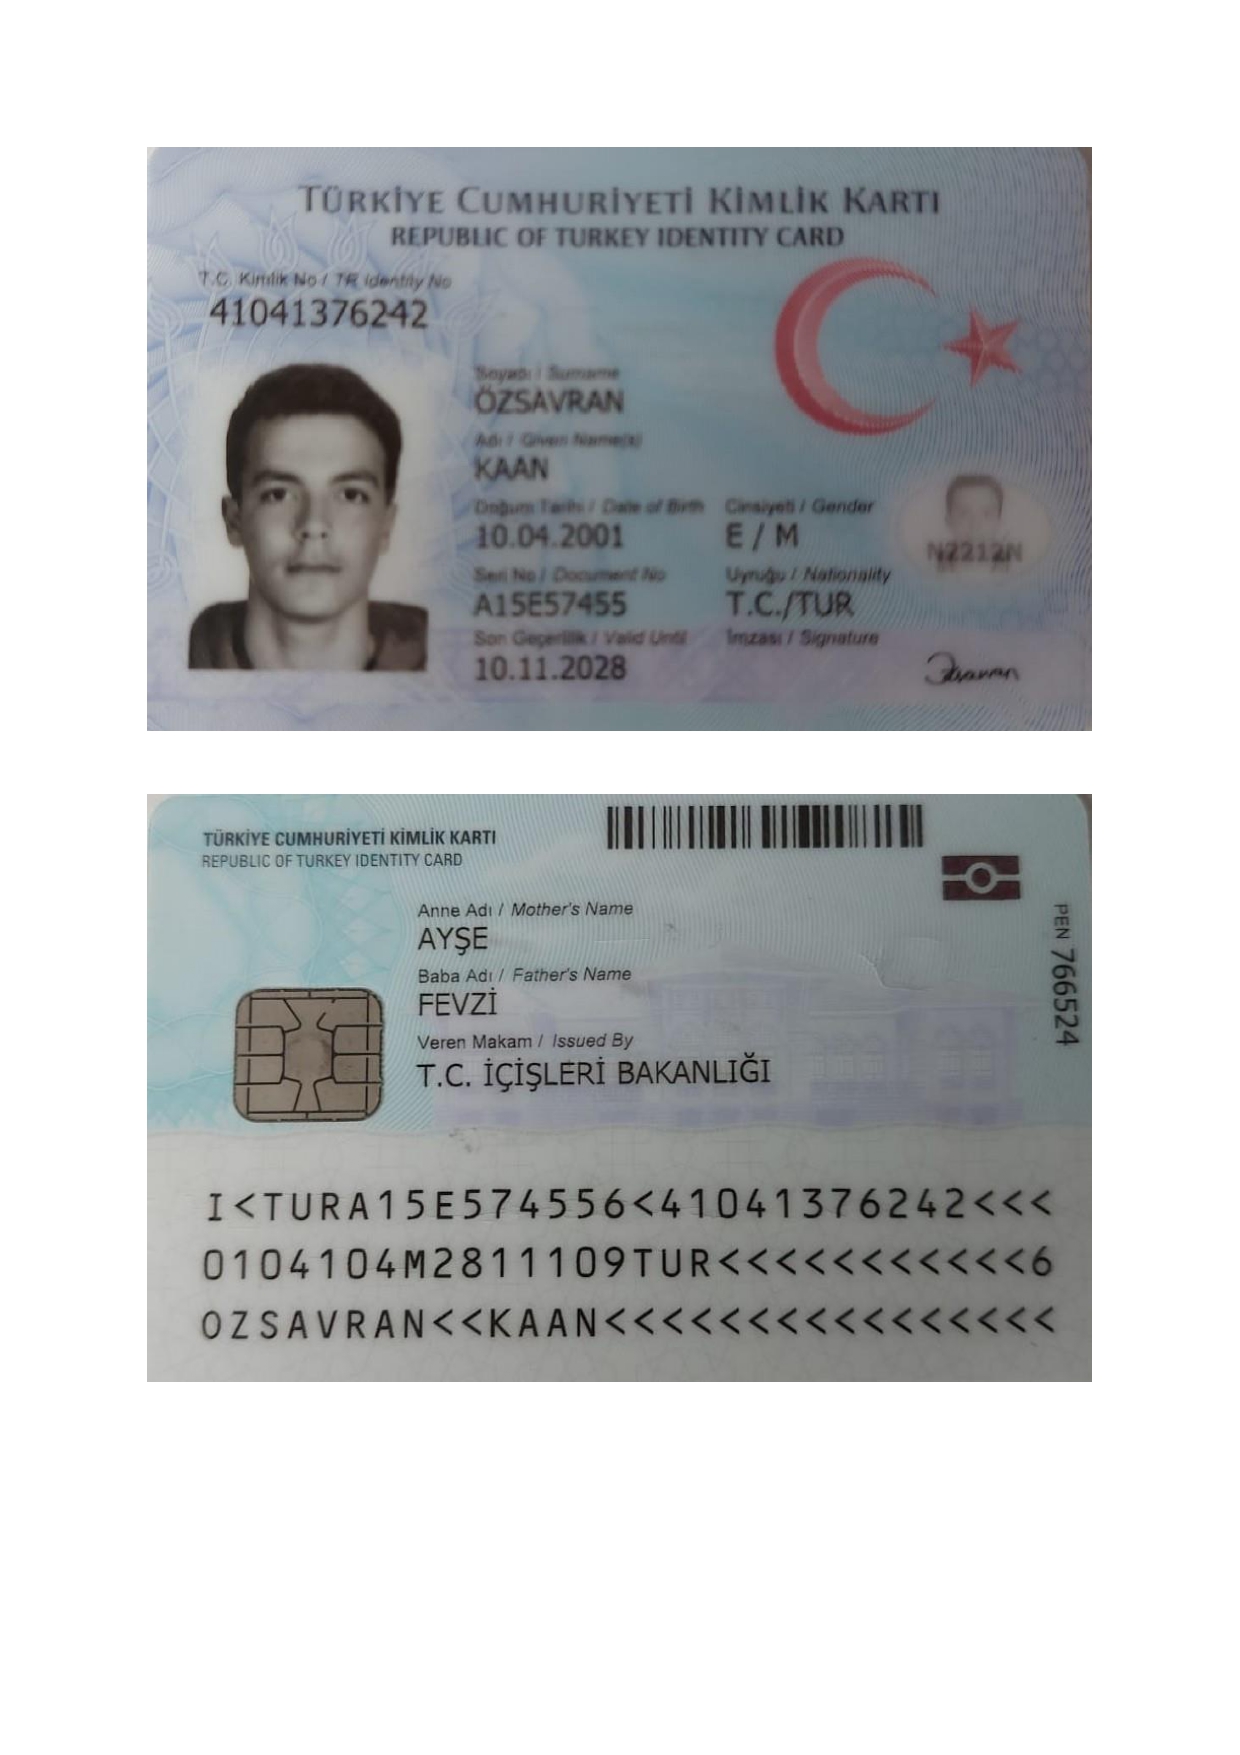 TÜRKİYE CUMHURİYETİ KİMLİK KARTI
REPUBLIC OF TURKEY IDENTITY CARD
T.C. Kimlik No / TR Identity No
41041376242
Soyadı / Surname
ÖZSAVRAN
Adı / Given Name(s)
KAAN
Doğum Tarihi / Date of Birth Cinsiyeti / Gender
10.04.2001 E / M
N2212N
Seri No / Document No Uyruğu / Nationality
A15E57455 T.C./TUR
Son Geçerlilik / Valid Until İmzası / Signature
10.11.2028 Özsavran
TÜRKİYE CUMHURİYETİ KİMLİK KARTI
REPUBLIC OF TURKEY IDENTITY CARD
Anne Adı / Mother's Name
AYŞE
Baba Adı / Father's Name
FEVZİ
Veren Makam / Issued By
T.C. İÇİŞLERİ BAKANLIĞI
PEN 766524
I<TURA15E574556<41041376242<<<
0104104M2811109TUR<<<<<<<<<<<6
OZSAVRAN<<KAAN<<<<<<<<<<<<<<<<